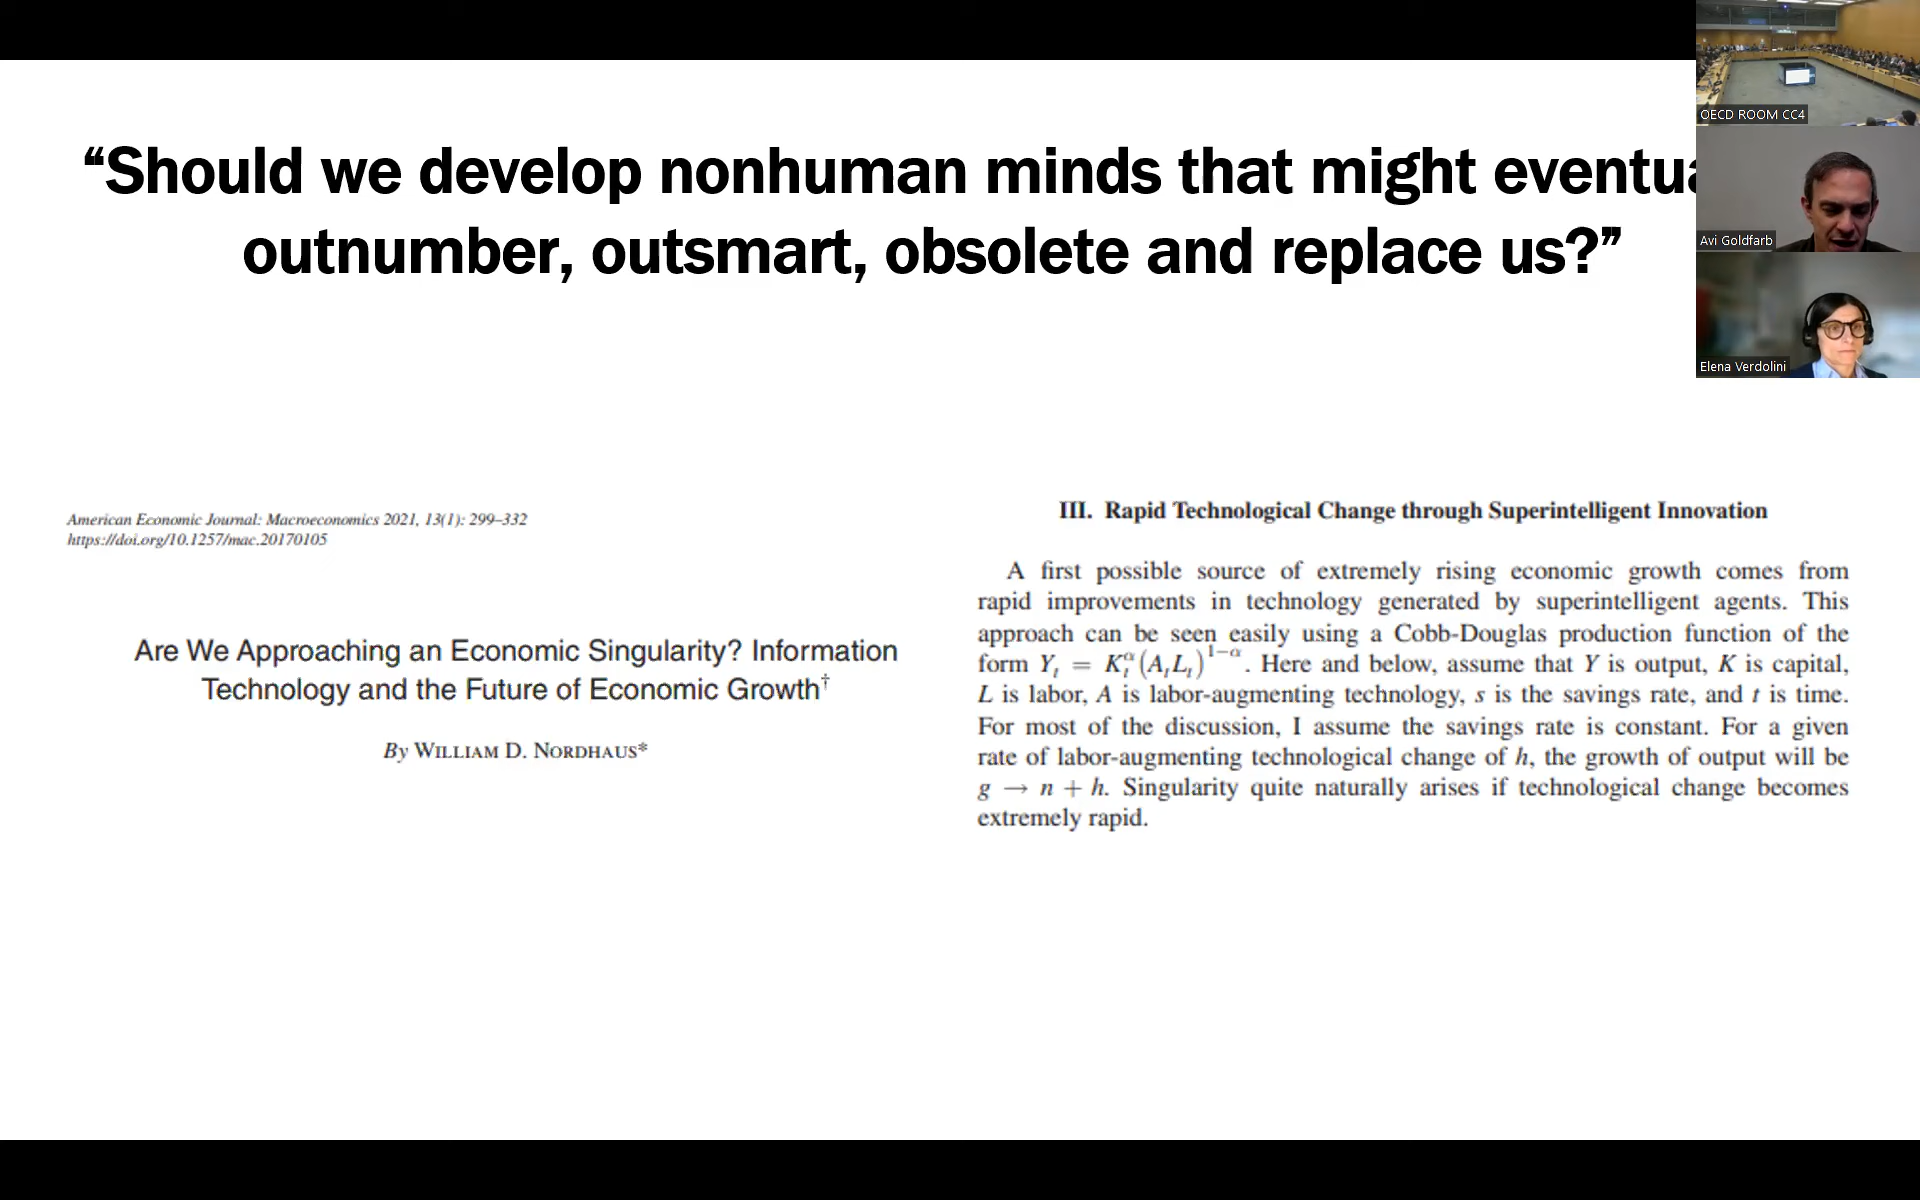 “Should we develop nonhuman minds that might eventua
outnumber, outsmart, obsolete and replace us?”
American Economic Journal: Macroeconomics 2021, 13(1): 299–332
https://doi.org/10.1257/mac.20170105
Are We Approaching an Economic Singularity? Information
Technology and the Future of Economic Growth†
By WILLIAM D. NORDHAUS*
III. Rapid Technological Change through Superintelligent Innovation
A first possible source of extremely rising economic growth comes from
rapid improvements in technology generated by superintelligent agents. This
approach can be seen easily using a Cobb-Douglas production function of the
form Yₜ = Kₜᵅ(AₜLₜ)¹⁻ᵅ. Here and below, assume that Y is output, K is capital,
L is labor, A is labor-augmenting technology, s is the savings rate, and t is time.
For most of the discussion, I assume the savings rate is constant. For a given
rate of labor-augmenting technological change of h, the growth of output will be
g → n + h. Singularity quite naturally arises if technological change becomes
extremely rapid.
OECD ROOM CC4
Avi Goldfarb
Elena Verdolini